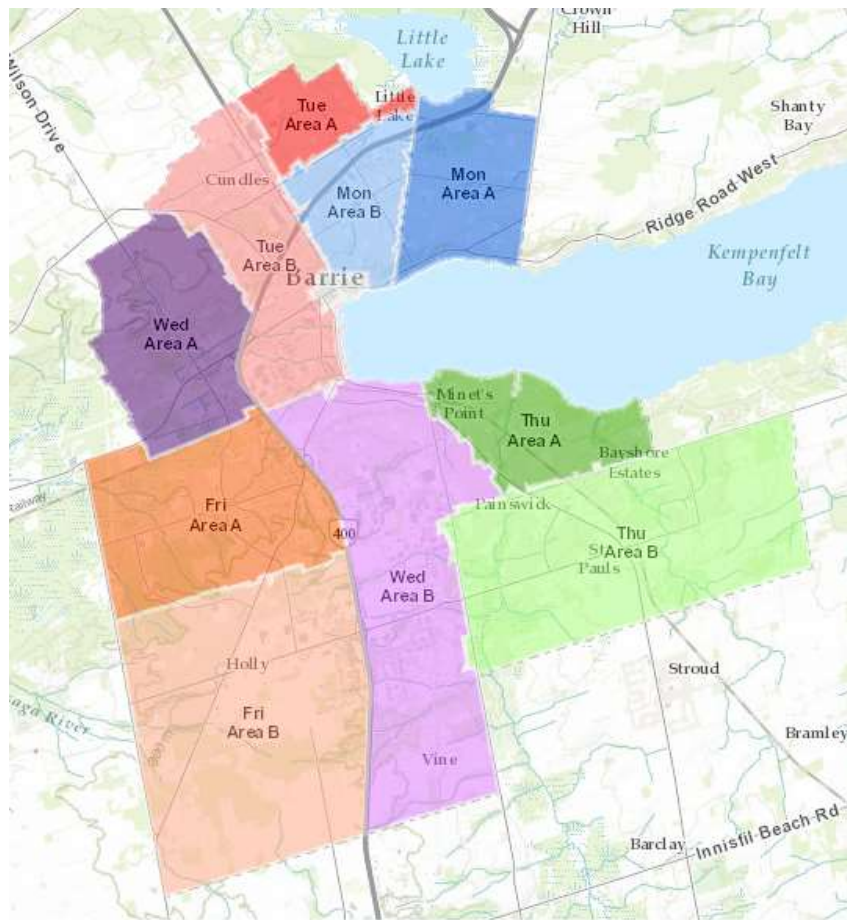 Crown
Hill
Little
Lake
Wilson Drive
Tue
Area A
Little
Lake
Shanty
Bay
Cundles
Mon
Area B
Mon
Area A
Ridge Road West
Tue
Area B
Barrie
Kempenfelt
Bay
Wed
Area A
Minet's
Point
Thu
Area A
Bayshore
Estates
Fri
Area A
Painswick
400
Thu
Area B
Pauls
Wed
Area B
Holly
Stroud
Fri
Area B
Bramley
Vine
Barclay
Innisfil Beach Rd